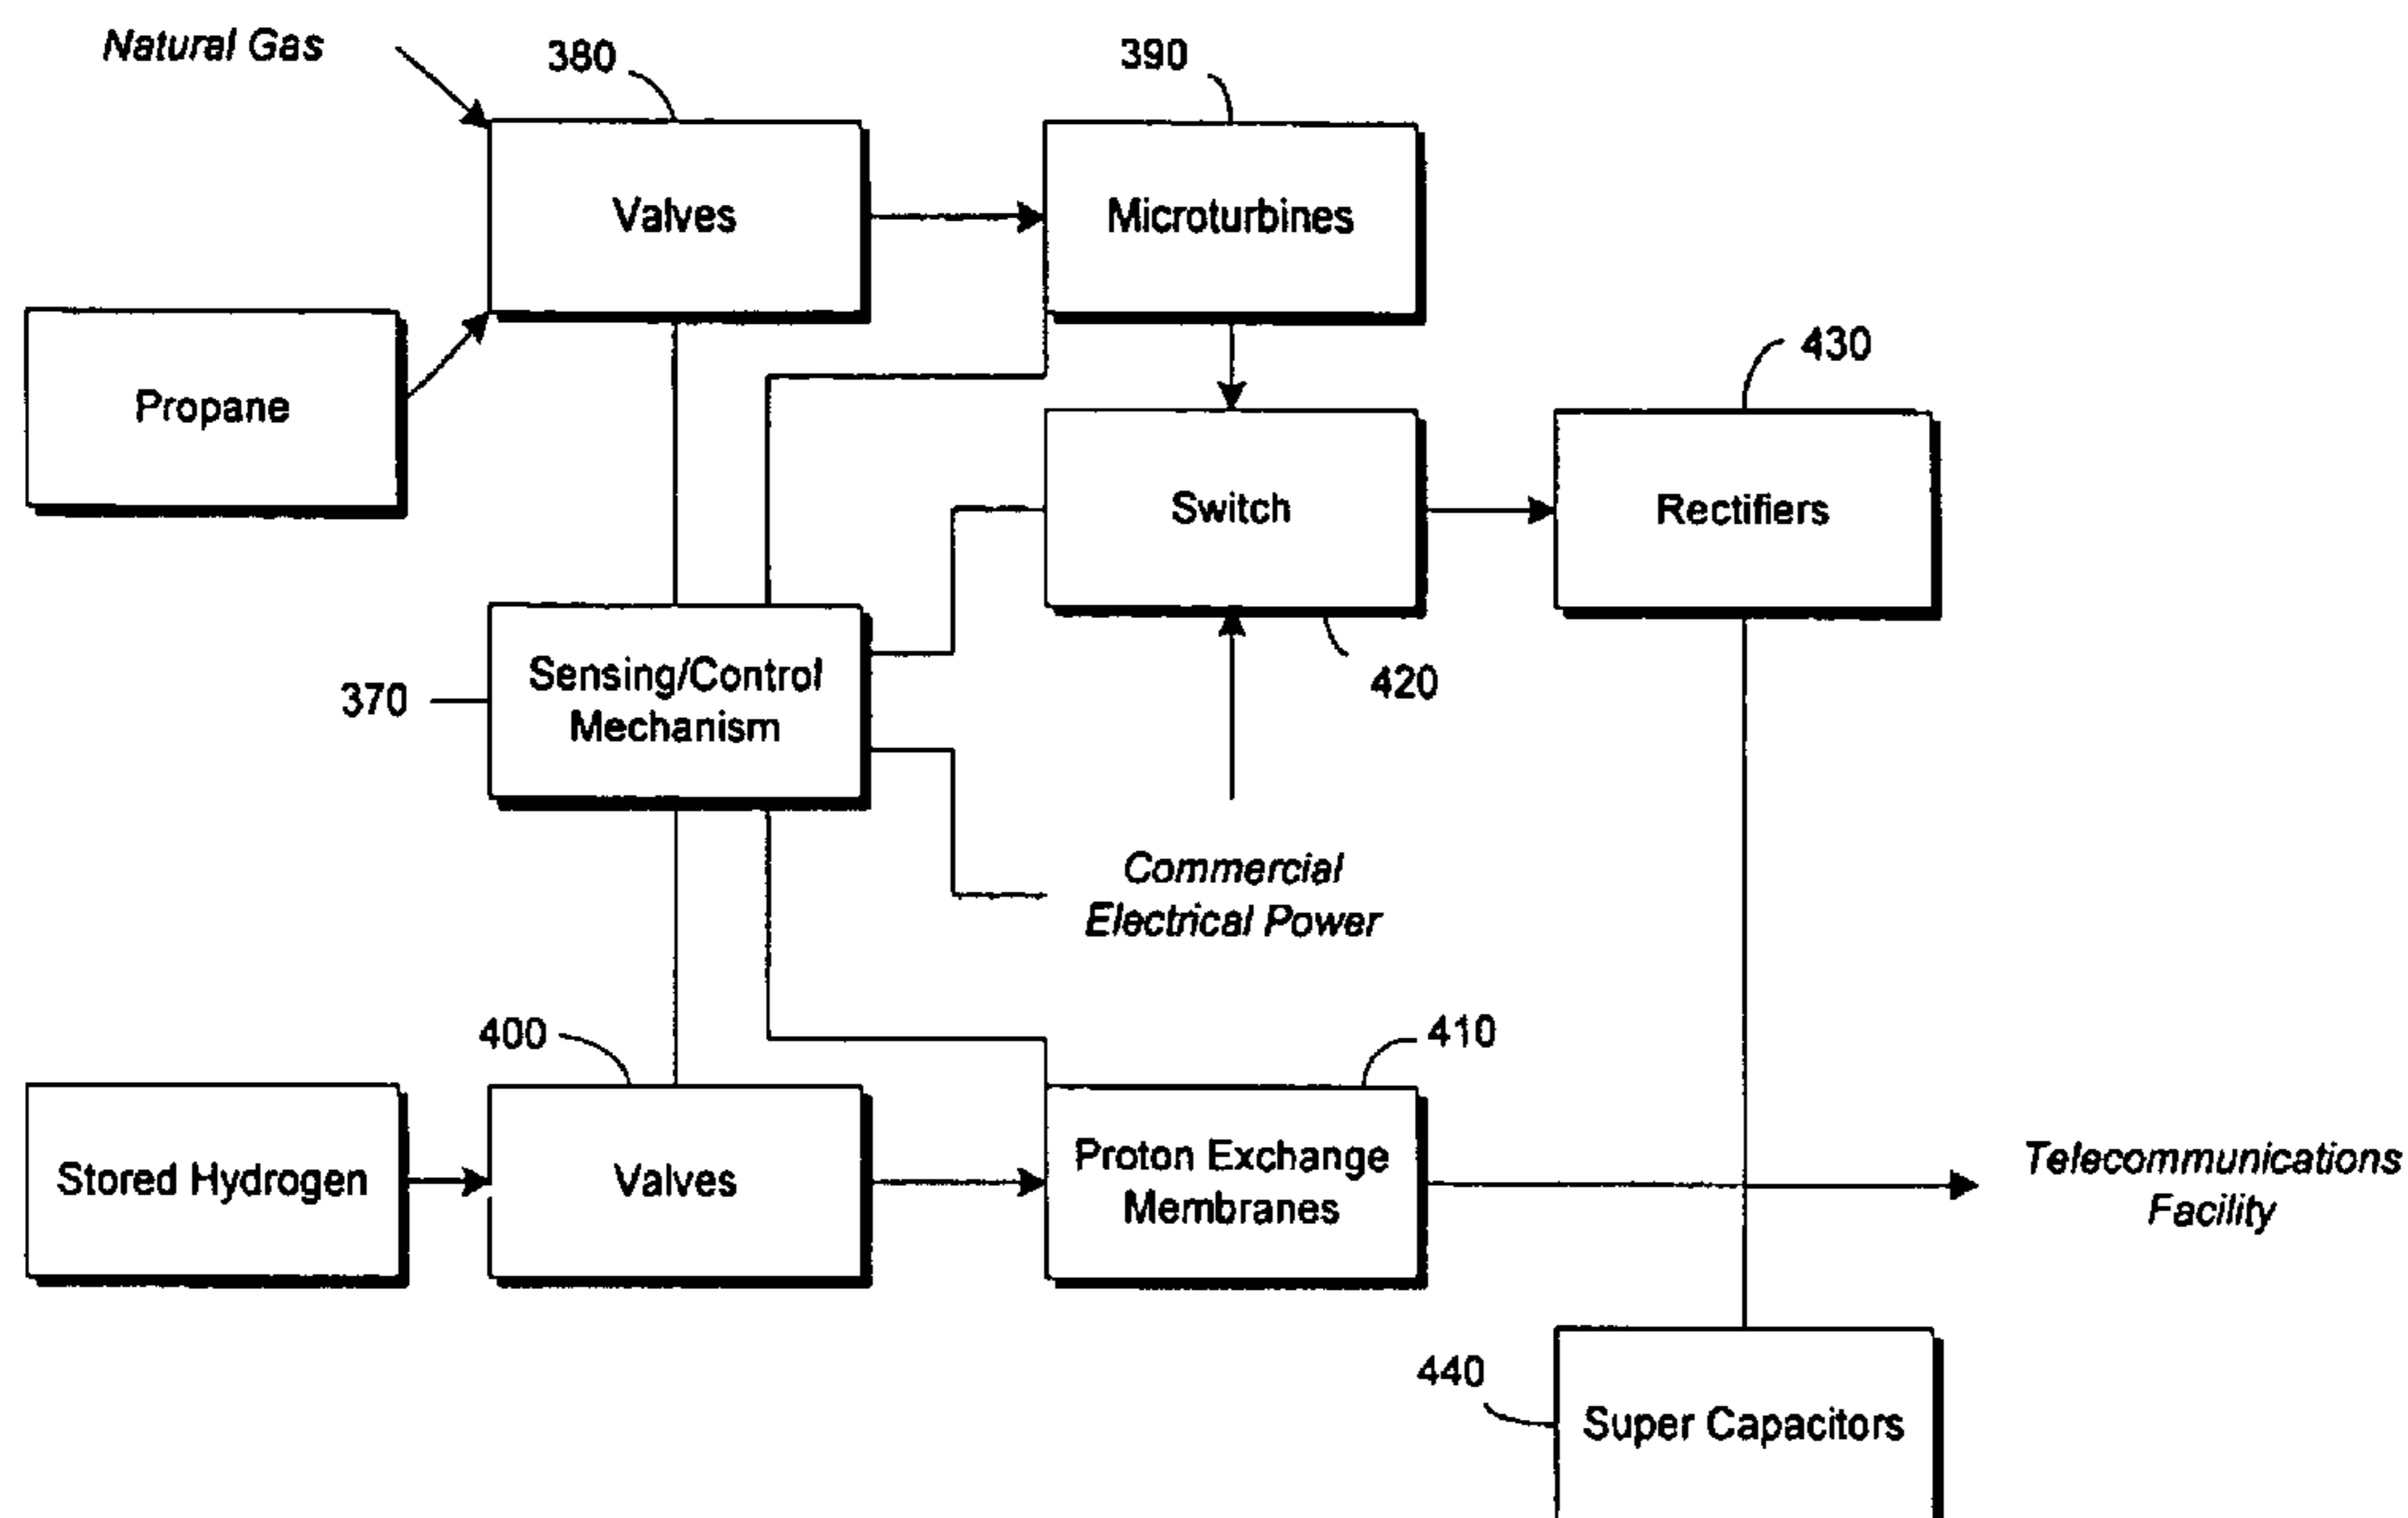 Natural Gas
380
390
Valves
Microturbines
Propane
430
Switch
Rectifiers
370
Sensing/Control
Mechanism
420
Commercial
Electrical Power
400
410
Stored Hydrogen
Valves
Proton Exchange
Membranes
Telecommunications
Facility
440
Super Capacitors